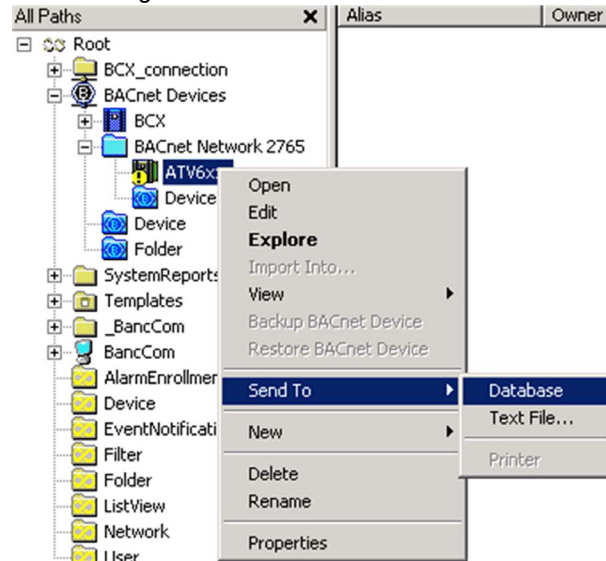 All Paths
Alias
Owner
Root
BCX_connection
BACnet Devices
BCX
BACnet Network 2765
ATV6x
Device
Device
Folder
SystemReports
Templates
_BancCom
BancCom
AlarmEnrollmer
Device
EventNotificati
Filter
Folder
ListView
Network
User
Open
Edit
Explore
Import Into...
View
Backup BACnet Device
Restore BACnet Device
Send To
New
Delete
Rename
Properties
Database
Text File...
Printer